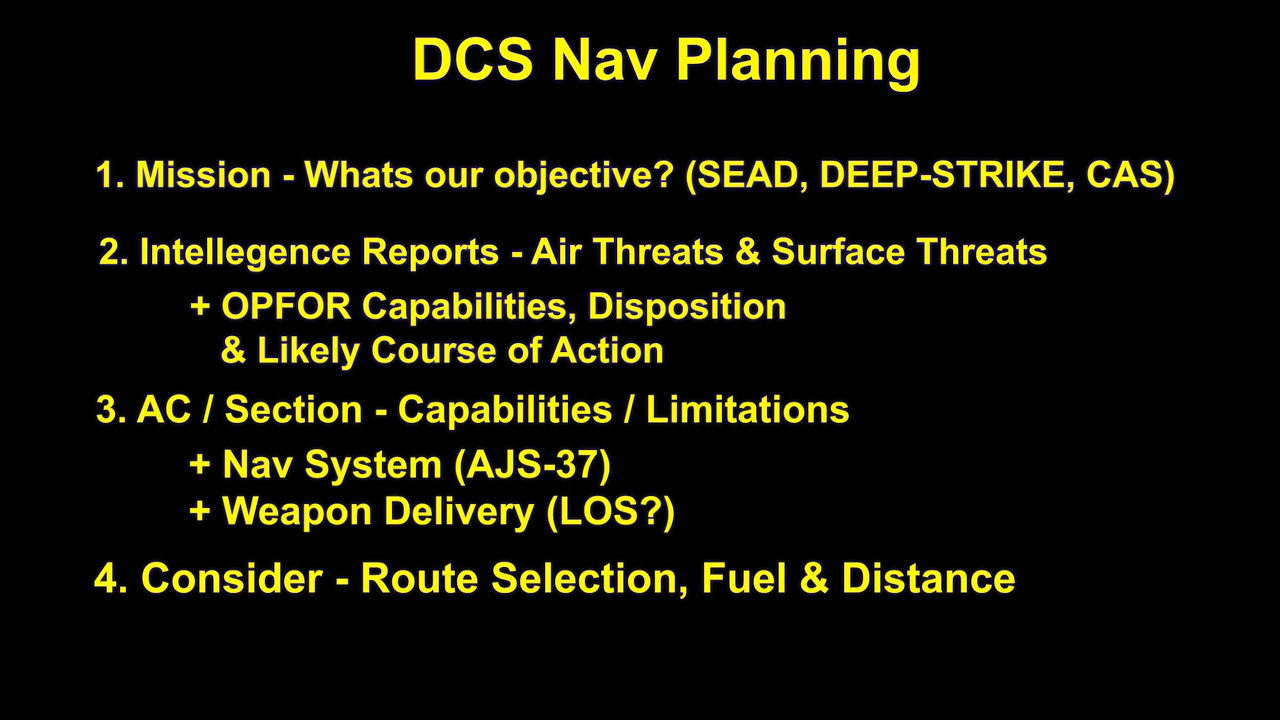 DCS Nav Planning
1. Mission - Whats our objective? (SEAD, DEEP-STRIKE, CAS)
2. Intellegence Reports - Air Threats & Surface Threats
+ OPFOR Capabilities, Disposition
& Likely Course of Action
3. AC / Section - Capabilities / Limitations
+ Nav System (AJS-37)
+ Weapon Delivery (LOS?)
4. Consider - Route Selection, Fuel & Distance